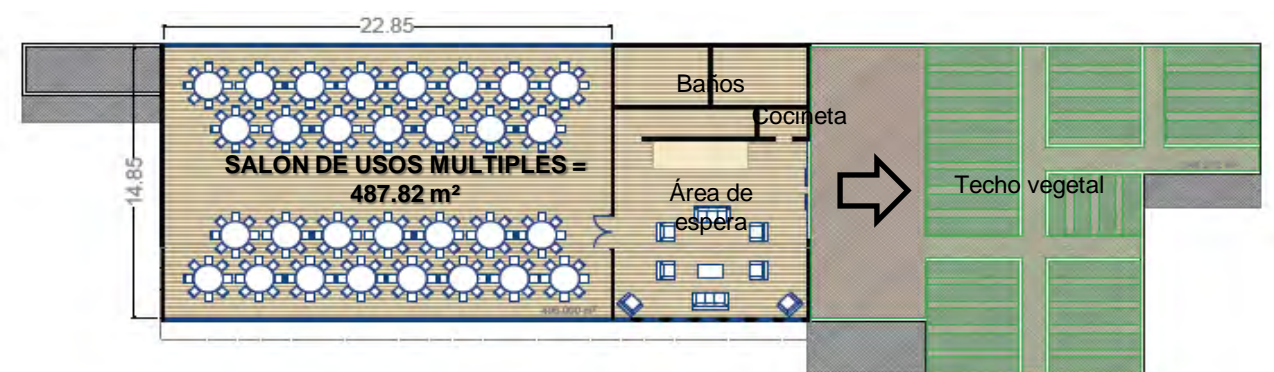 22.85
Baños
Cocineta
14.85
SALON DE USOS MULTIPLES =
487.82 m²
Área de
espera
Techo vegetal